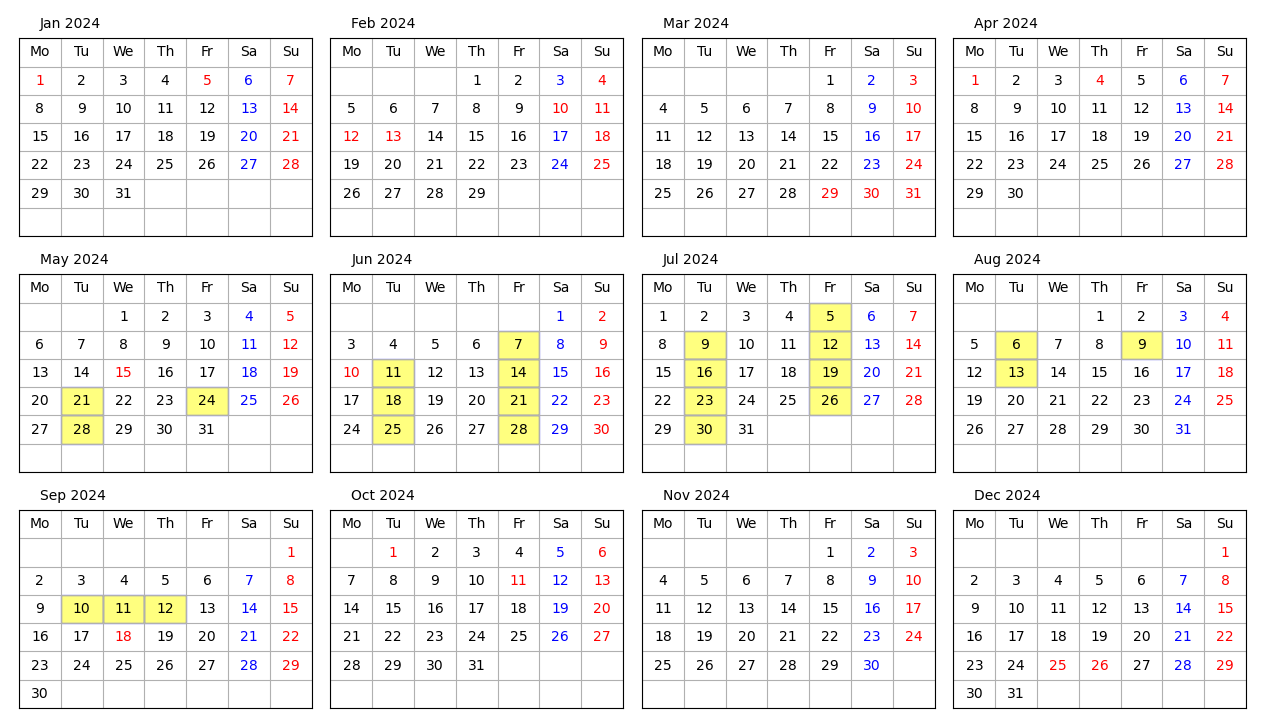 Jan 2024 Feb 2024 Mar 2024 Apr 2024
Mo Tu We Th Fr Sa Su Mo Tu We Th Fr Sa Su Mo Tu We Th Fr Sa Su Mo Tu We Th Fr Sa Su
1 2 3 4 5 6 7 1 2 3 4 1 2 3 1 2 3 4 5 6 7
8 9 10 11 12 13 14 5 6 7 8 9 10 11 4 5 6 7 8 9 10 8 9 10 11 12 13 14
15 16 17 18 19 20 21 12 13 14 15 16 17 18 11 12 13 14 15 16 17 15 16 17 18 19 20 21
22 23 24 25 26 27 28 19 20 21 22 23 24 25 18 19 20 21 22 23 24 22 23 24 25 26 27 28
29 30 31 26 27 28 29 25 26 27 28 29 30 31 29 30
May 2024 Jun 2024 Jul 2024 Aug 2024
Mo Tu We Th Fr Sa Su Mo Tu We Th Fr Sa Su Mo Tu We Th Fr Sa Su Mo Tu We Th Fr Sa Su
1 2 3 4 5 1 2 1 2 3 4 5 6 7 1 2 3 4
6 7 8 9 10 11 12 3 4 5 6 7 8 9 8 9 10 11 12 13 14 5 6 7 8 9 10 11
13 14 15 16 17 18 19 10 11 12 13 14 15 16 15 16 17 18 19 20 21 12 13 14 15 16 17 18
20 21 22 23 24 25 26 17 18 19 20 21 22 23 22 23 24 25 26 27 28 19 20 21 22 23 24 25
27 28 29 30 31 24 25 26 27 28 29 30 29 30 31 26 27 28 29 30 31
Sep 2024 Oct 2024 Nov 2024 Dec 2024
Mo Tu We Th Fr Sa Su Mo Tu We Th Fr Sa Su Mo Tu We Th Fr Sa Su Mo Tu We Th Fr Sa Su
1 1 2 3 4 5 6 1 2 3 1
2 3 4 5 6 7 8 7 8 9 10 11 12 13 4 5 6 7 8 9 10 2 3 4 5 6 7 8
9 10 11 12 13 14 15 14 15 16 17 18 19 20 11 12 13 14 15 16 17 9 10 11 12 13 14 15
16 17 18 19 20 21 22 21 22 23 24 25 26 27 18 19 20 21 22 23 24 16 17 18 19 20 21 22
23 24 25 26 27 28 29 28 29 30 31 25 26 27 28 29 30 23 24 25 26 27 28 29
30 30 31